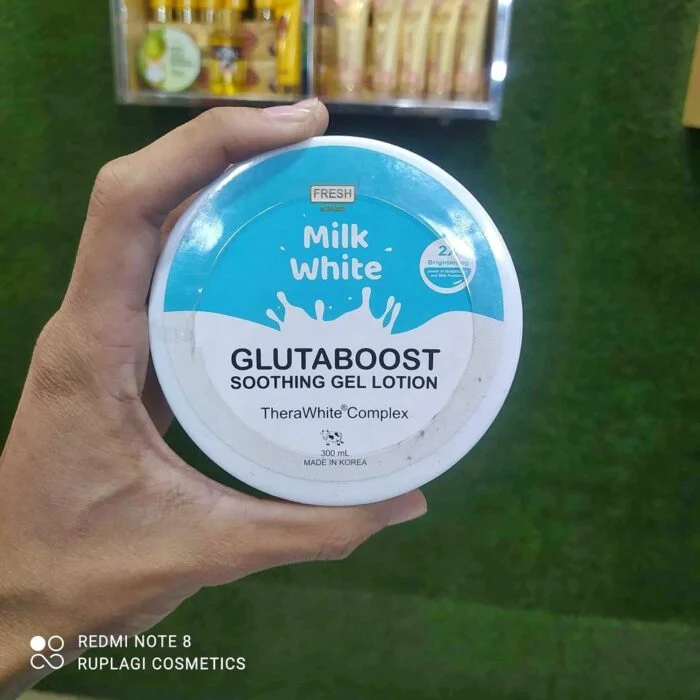 FRESH
Milk
White
Brightening
GLUTABOOST
SOOTHING GEL LOTION
TheraWhite® Complex
300 mL
MADE IN KOREA
REDMI NOTE 8
RUPLAGI COSMETICS